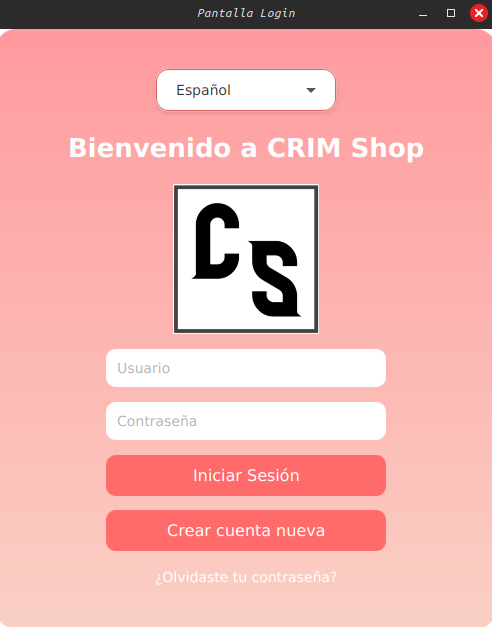 Pantalla Login
Español
Bienvenido a CRIM Shop
CS
Usuario
Contraseña
Iniciar Sesión
Crear cuenta nueva
¿Olvidaste tu contraseña?